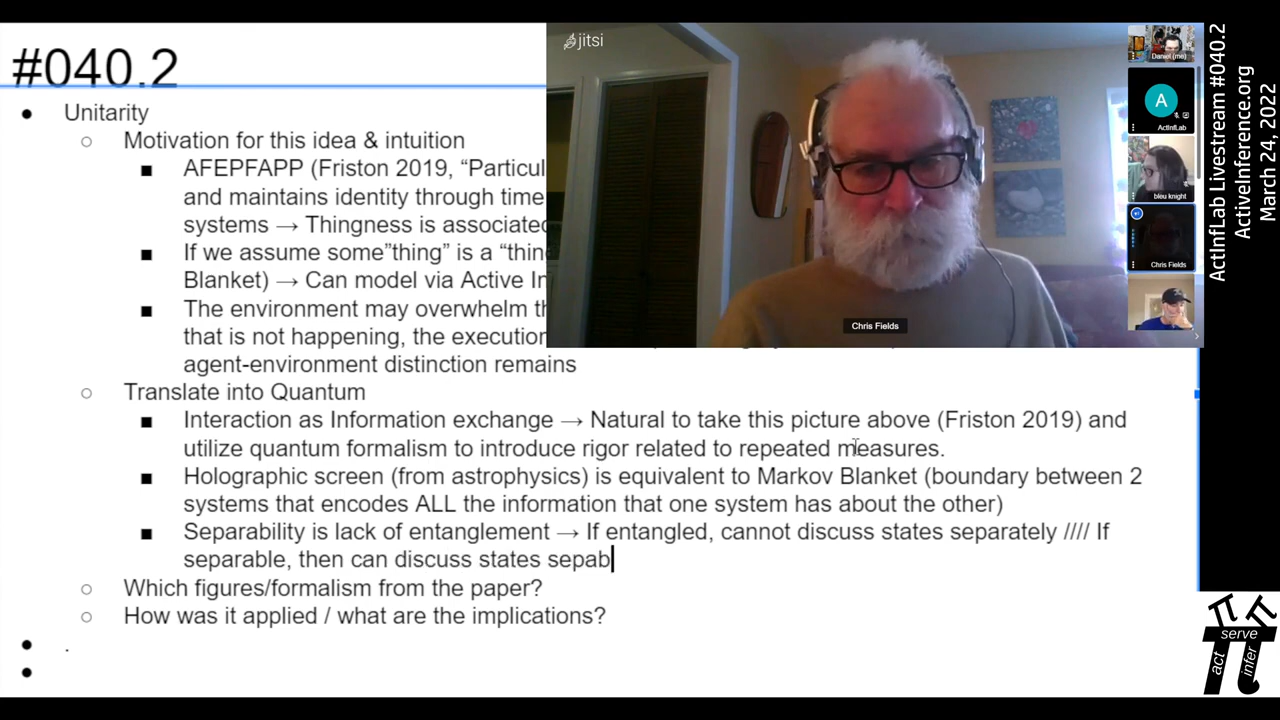 #040.2
Unitarity
Motivation for this idea & intuition
AFEPFAPP (Friston 2019, “Particul
and maintains identity through time
systems → Thingness is associated
If we assume some”thing” is a “thin
Blanket) → Can model via Active In
The environment may overwhelm th
that is not happening, the execution
agent-environment distinction remains
Translate into Quantum
Interaction as Information exchange → Natural to take this picture above (Friston 2019) and
utilize quantum formalism to introduce rigor related to repeated measures.
Holographic screen (from astrophysics) is equivalent to Markov Blanket (boundary between 2
systems that encodes ALL the information that one system has about the other)
Separability is lack of entanglement → If entangled, cannot discuss states separately //// If
separable, then can discuss states sepab
Which figures/formalism from the paper?
How was it applied / what are the implications?
.
jitsi
Chris Fields
Daniel (me)
A
ActInfLab
bleu knight
Chris Fields
ActInfLab Livestream #040.2
ActiveInference.org
March 24, 2022
act
serve
infer